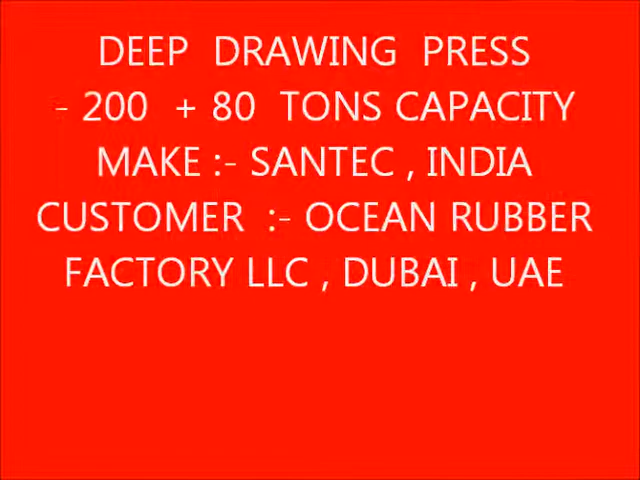 DEEP DRAWING PRESS
- 200 + 80 TONS CAPACITY
MAKE :- SANTEC , INDIA
CUSTOMER :- OCEAN RUBBER
FACTORY LLC , DUBAI , UAE